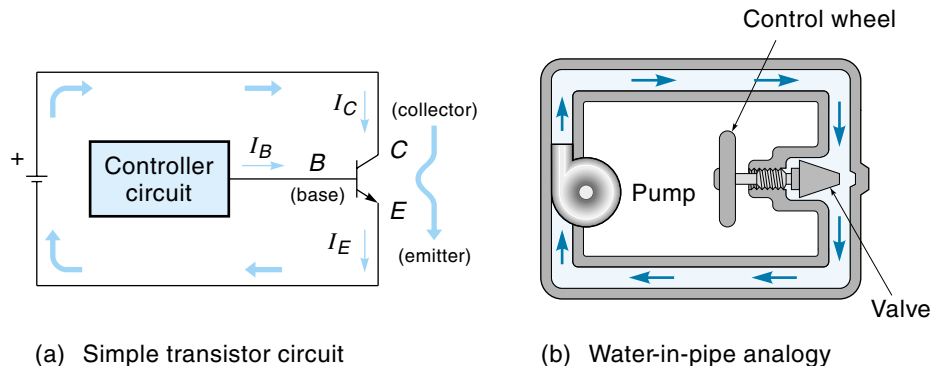 Control wheel
I_C
(collector)
+
Controller
circuit
I_B
B
C
(base)
E
I_E
(emitter)
Pump
Valve
(a) Simple transistor circuit
(b) Water-in-pipe analogy